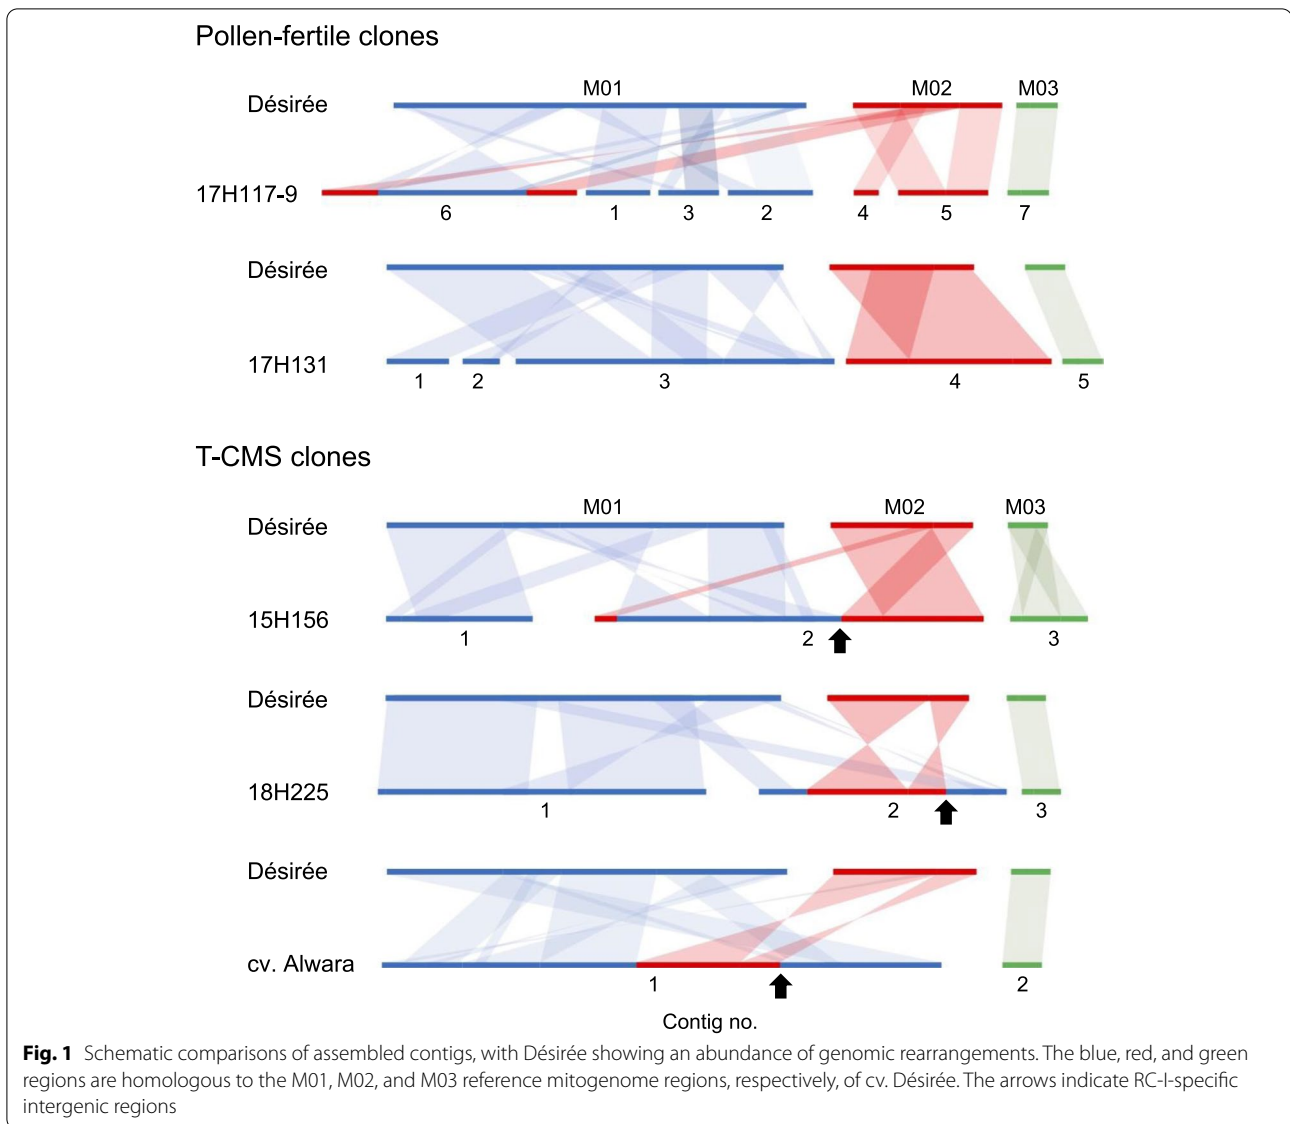 Pollen-fertile clones
M01 M02 M03
Désirée
17H117-9
6 1 3 2 4 5 7
Désirée
17H131
1 2 3 4 5
T-CMS clones
M01 M02 M03
Désirée
15H156
1 2 3
Désirée
18H225
1 2 3
Désirée
cv. Alwara
1 2
Contig no.
Fig. 1 Schematic comparisons of assembled contigs, with Désirée showing an abundance of genomic rearrangements. The blue, red, and green
regions are homologous to the M01, M02, and M03 reference mitogenome regions, respectively, of cv. Désirée. The arrows indicate RC-I-specific
intergenic regions